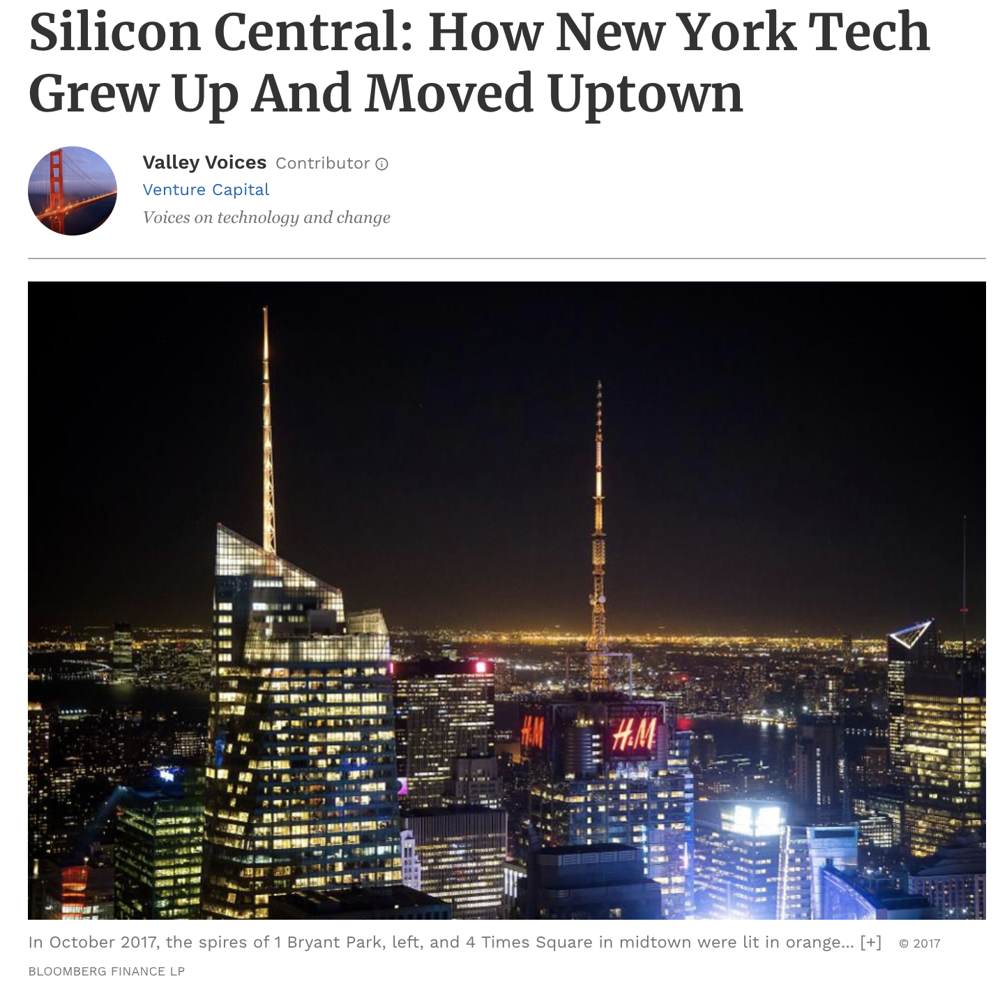 Silicon Central: How New York Tech
Grew Up And Moved Uptown
Valley Voices Contributor
Venture Capital
Voices on technology and change
H&M
H&M
In October 2017, the spires of 1 Bryant Park, left, and 4 Times Square in midtown were lit in orange... [+] © 2017
BLOOMBERG FINANCE LP